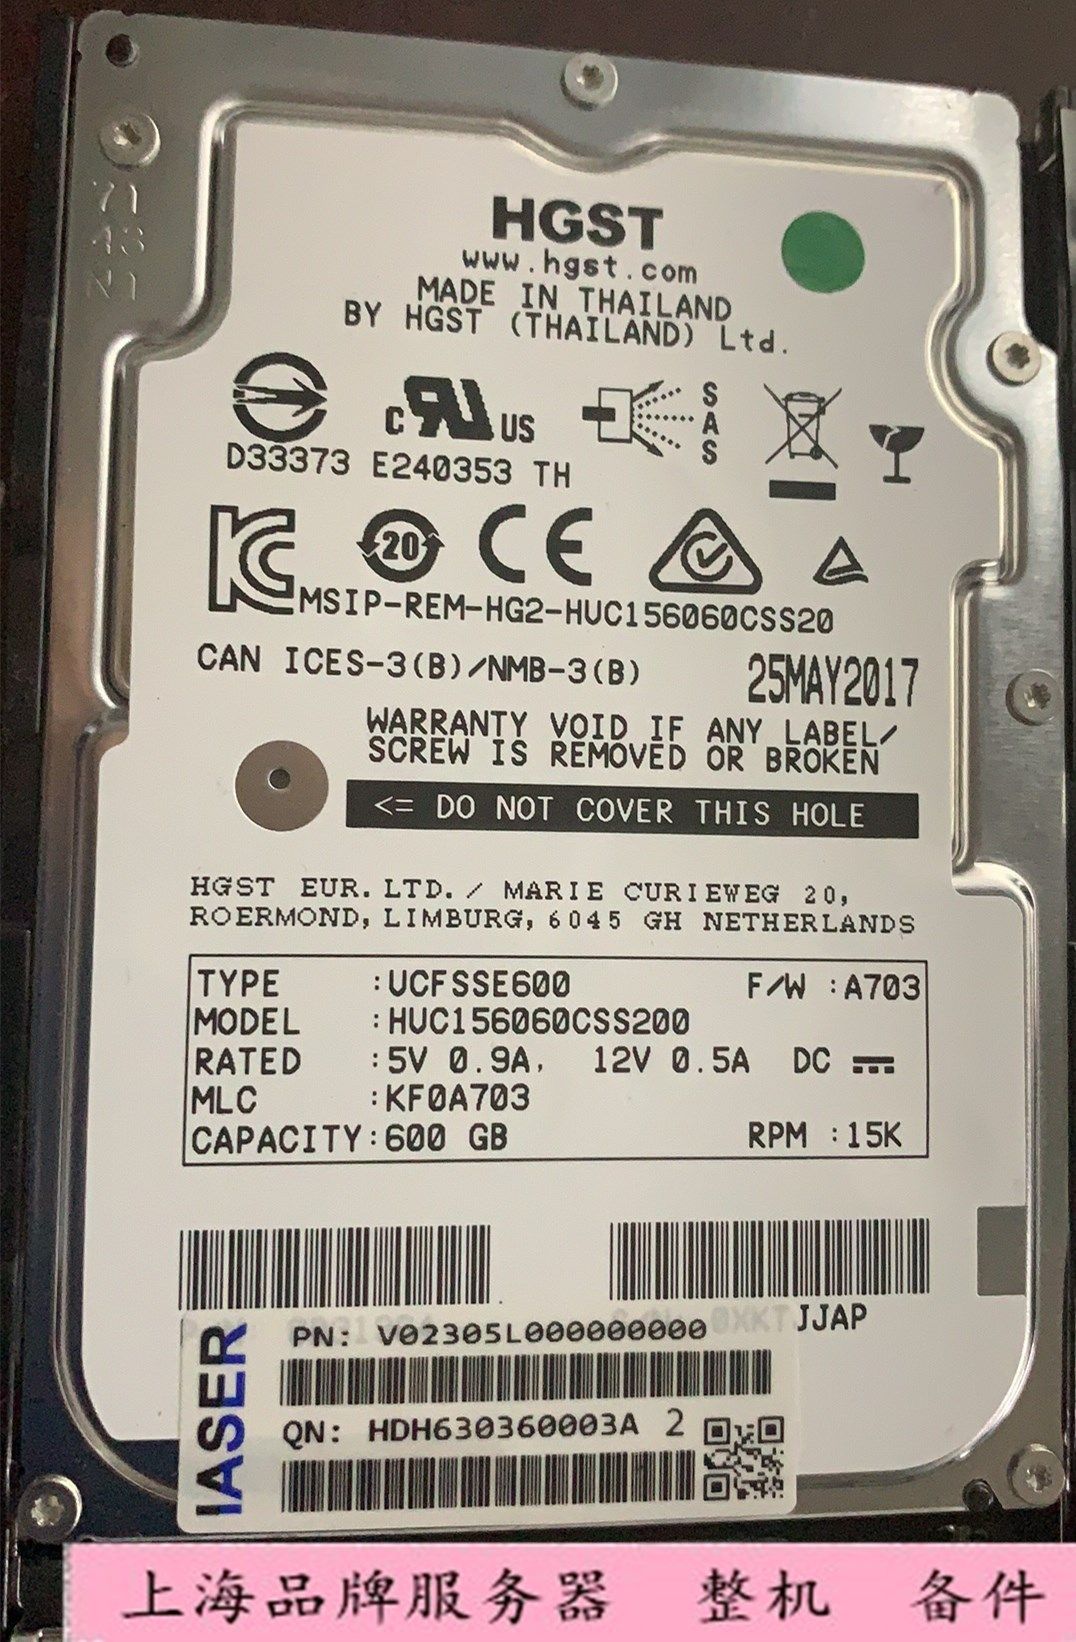 HGST
www.hgst.com
MADE IN THAILAND
BY HGST (THAILAND) Ltd.
c RU US
SAS
D33373 E240353 TH
20
CE
MSIP-REM-HG2-HUC156060CSS20
CAN ICES-3(B)/NMB-3(B)
25MAY2017
WARRANTY VOID IF ANY LABEL/
SCREW IS REMOVED OR BROKEN
<= DO NOT COVER THIS HOLE
HGST EUR. LTD. / MARIE CURIEWEG 20,
ROERMOND, LIMBURG, 6045 GH NETHERLANDS
TYPE :UCFSSE600 F/W :A703
MODEL :HUC156060CSS200
RATED :5V 0.9A, 12V 0.5A DC
MLC :KF0A703
CAPACITY:600 GB RPM :15K
0XKT JJAP
PN: V02305L000000000
QN: HDH630360003A 2
IASER
上海品牌服务器 整机 备件